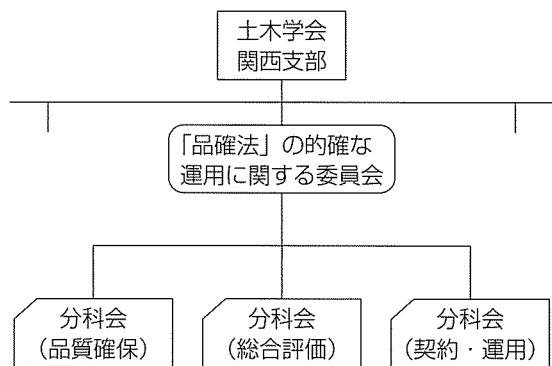 土木学会
関西支部
「品確法」の的確な
運用に関する委員会
分科会
(品質確保)
分科会
(総合評価)
分科会
(契約・運用)